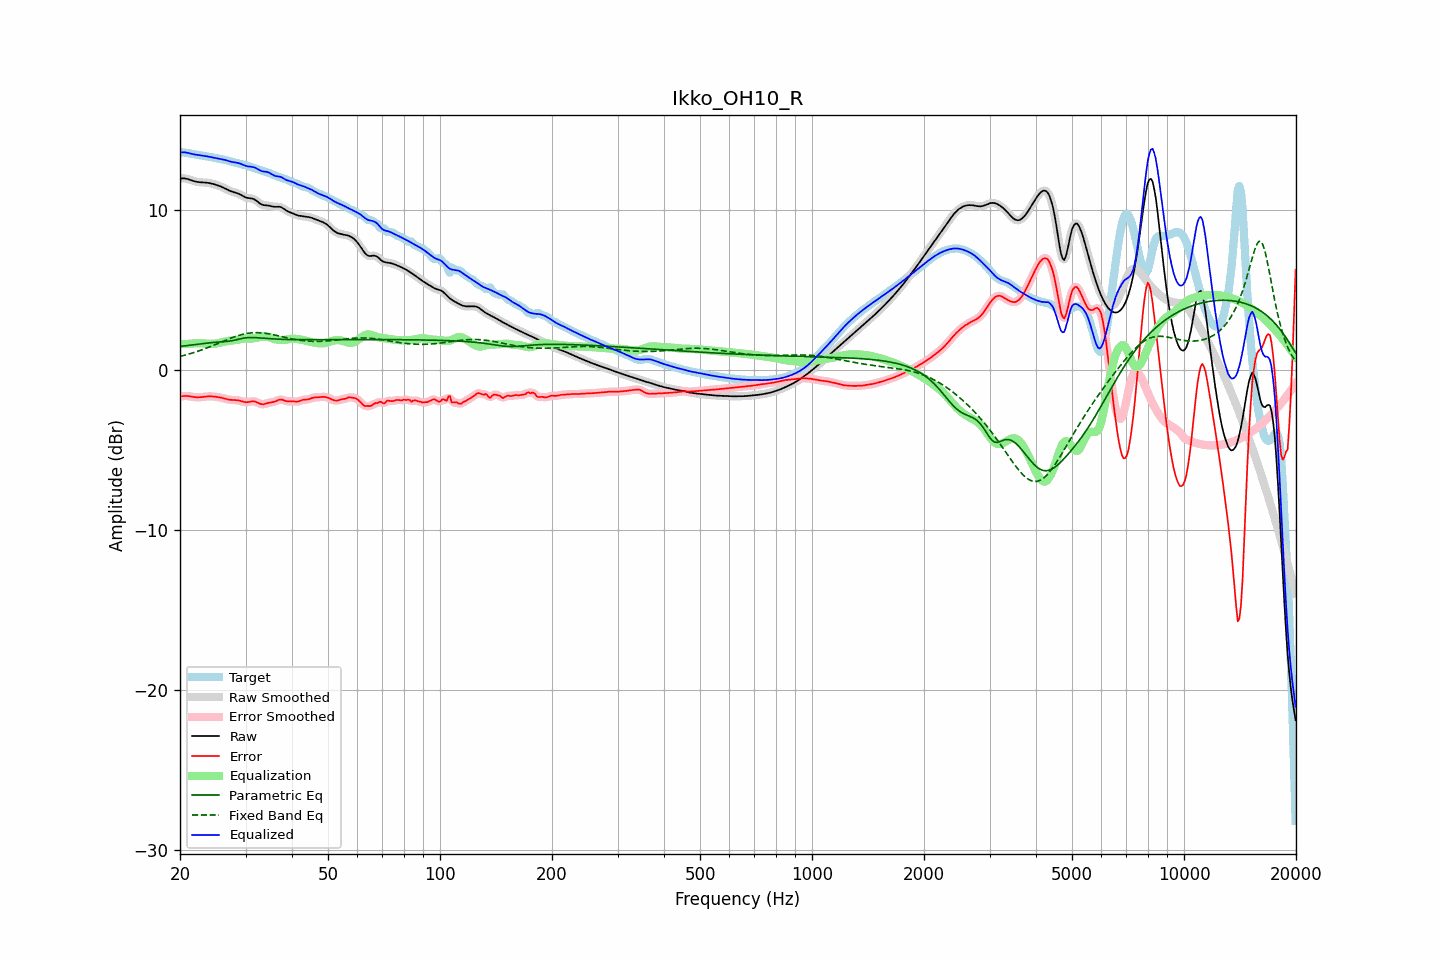 Ikko_OH10_R
Amplitude (dBr)
10
0
−10
−20
−30
Target
Raw Smoothed
Error Smoothed
Raw
Error
Equalization
Parametric Eq
Fixed Band Eq
Equalized
20
50
100
200
500
1000
2000
5000
10000
20000
Frequency (Hz)